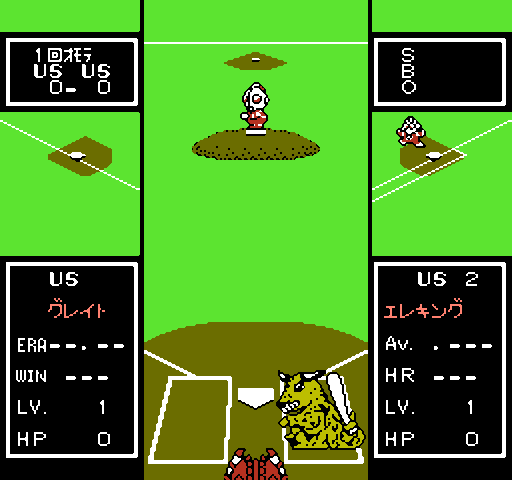 1回オモテ
US US
0- 0
S
B
O
US
グレイト
ERA--.--
WIN ---
LV. 1
HP 0
US 2
エレキング
Av. .---
HR ---
LV. 1
HP 0